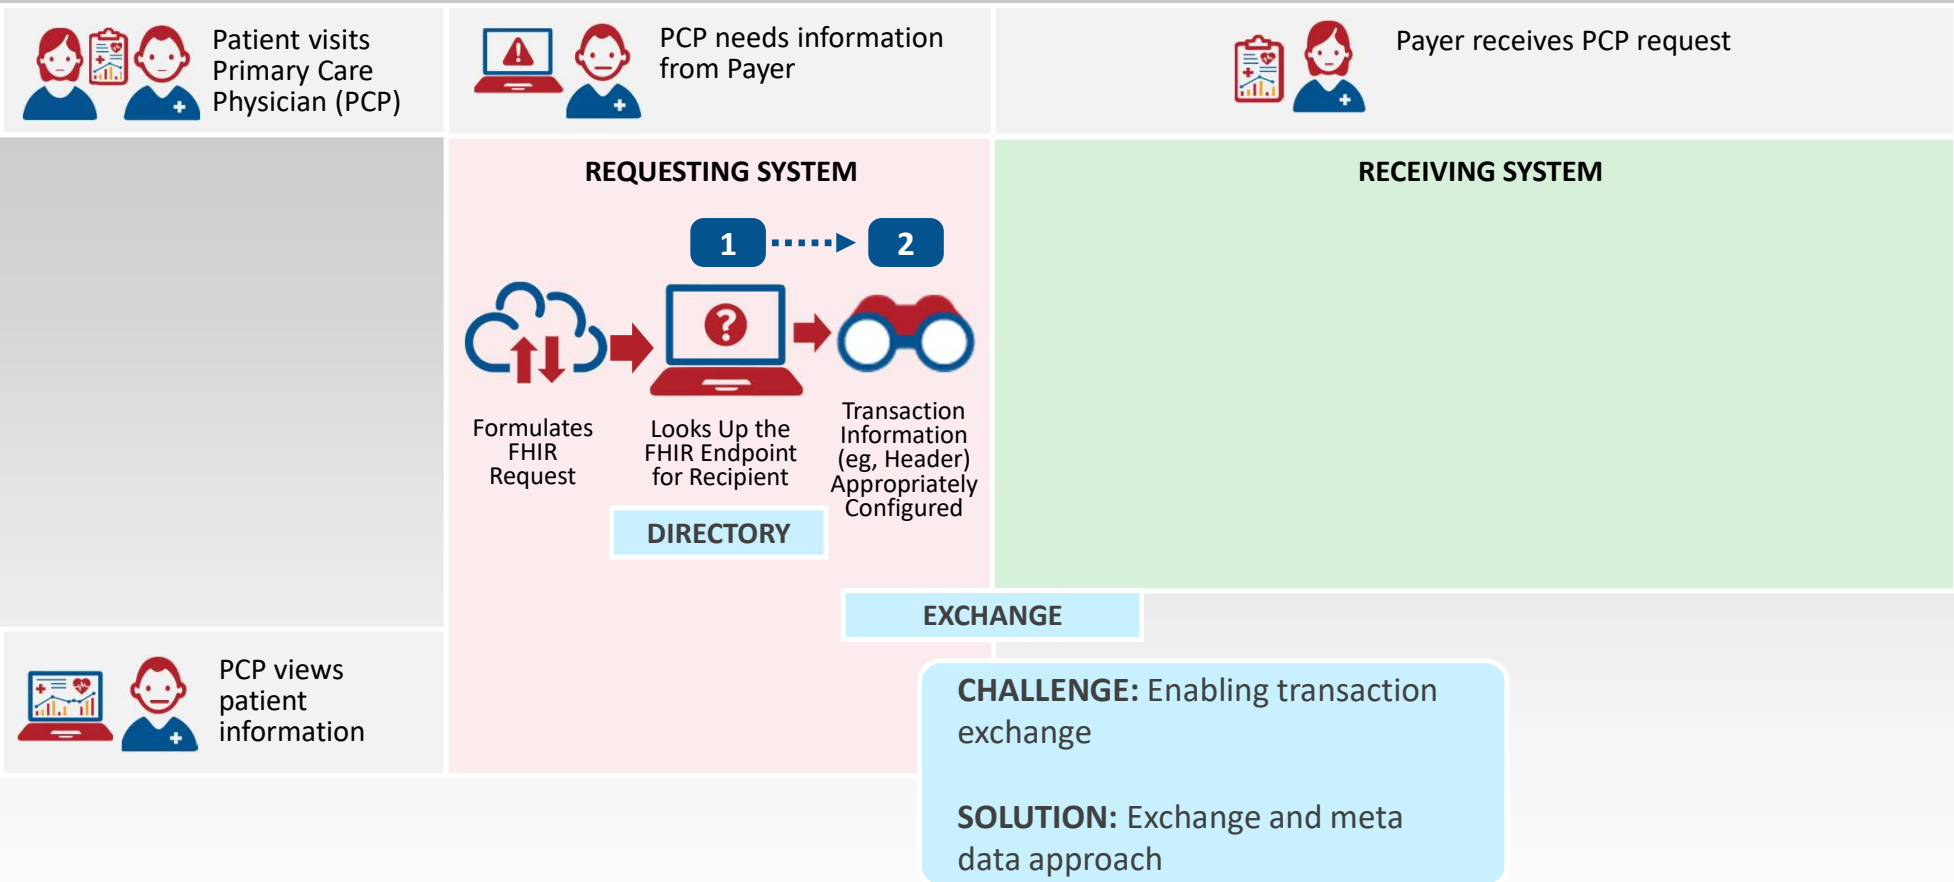 Patient visits
Primary Care
Physician (PCP)
PCP needs information
from Payer
Payer receives PCP request
REQUESTING SYSTEM
RECEIVING SYSTEM
1
2
Formulates
FHIR
Request
Looks Up the
FHIR Endpoint
for Recipient
Transaction
Information
(eg, Header)
Appropriately
Configured
DIRECTORY
EXCHANGE
PCP views
patient
information
CHALLENGE: Enabling transaction
exchange
SOLUTION: Exchange and meta
data approach